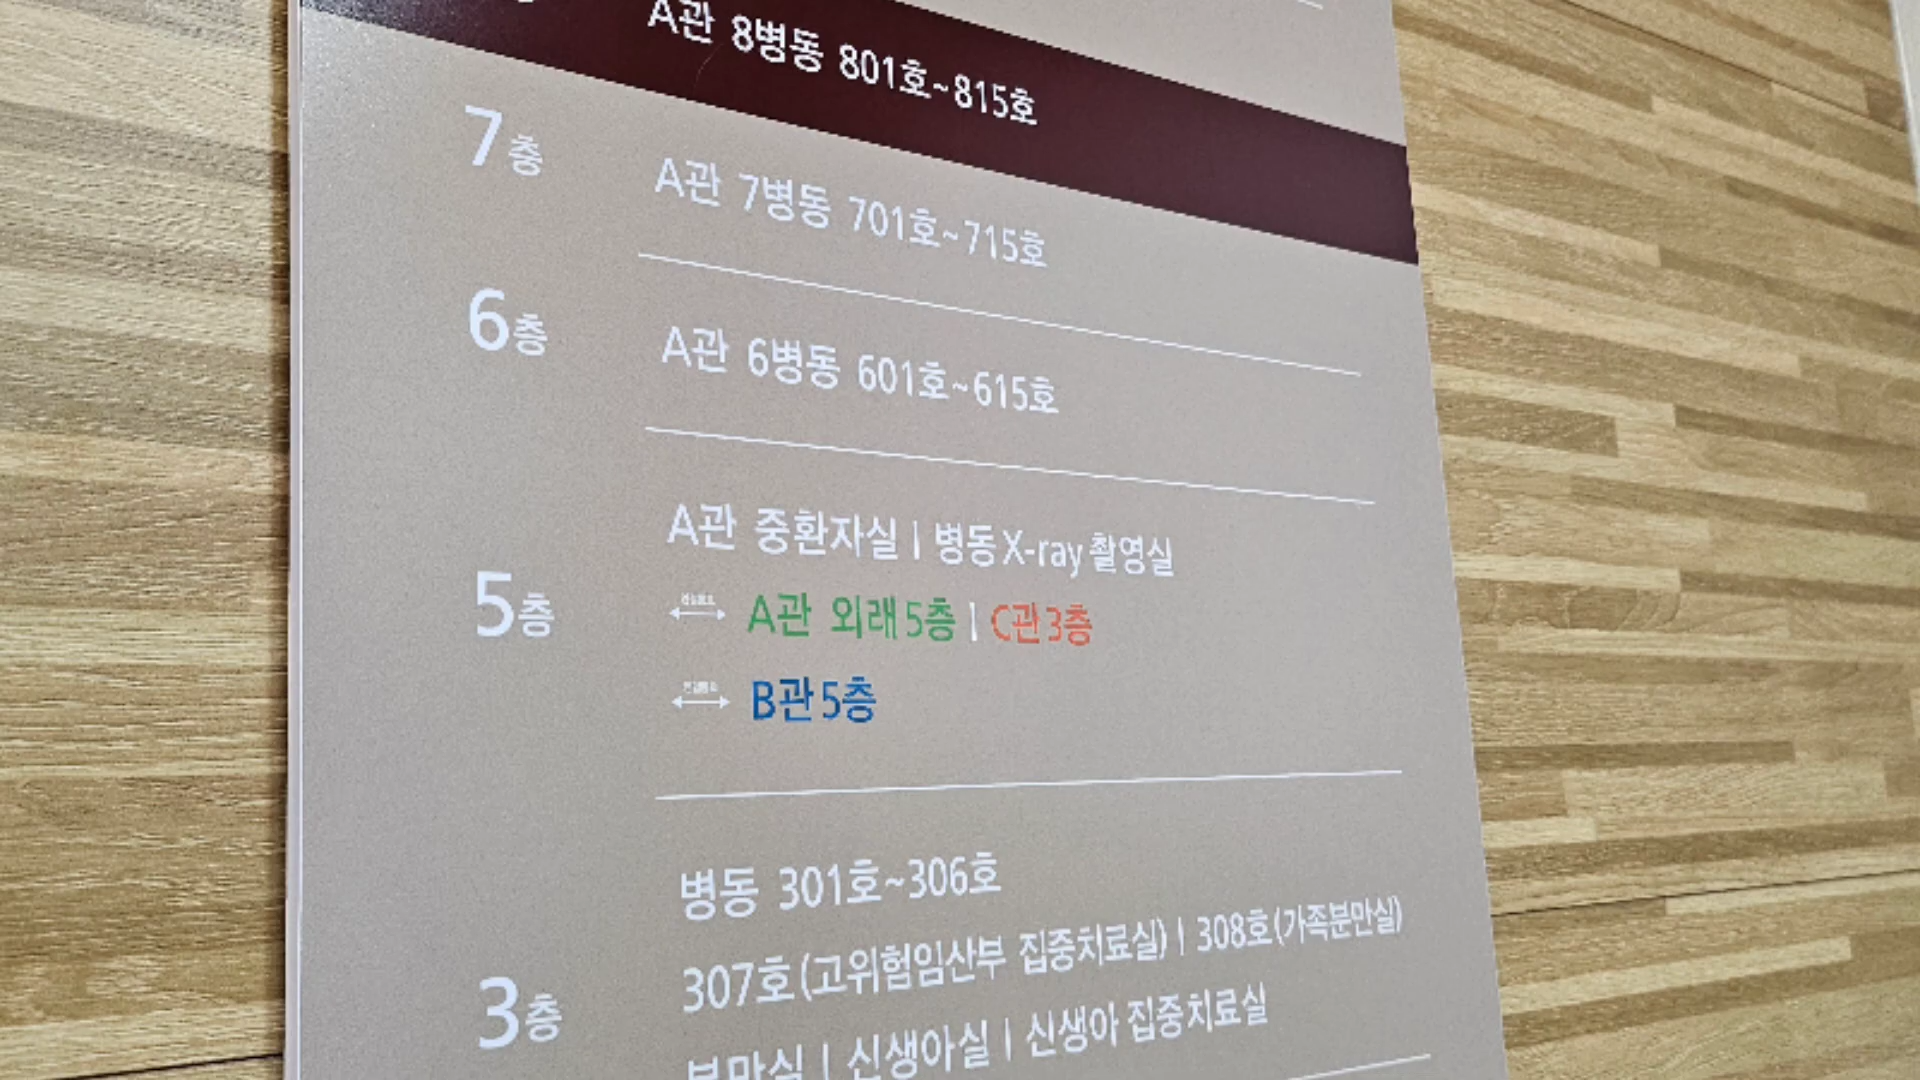 A관 8병동 801호~815호
7층
A관 7병동 701호~715호
6층
A관 6병동 601호~615호
5층
A관 중환자실 | 병동 X-ray 촬영실
A관 외래 5층 | C관 3층
B관 5층
3층
병동 301호~306호
307호(고위험임산부 집중치료실) | 308호(가족분만실)
분만실 | 신생아실 | 신생아 집중치료실